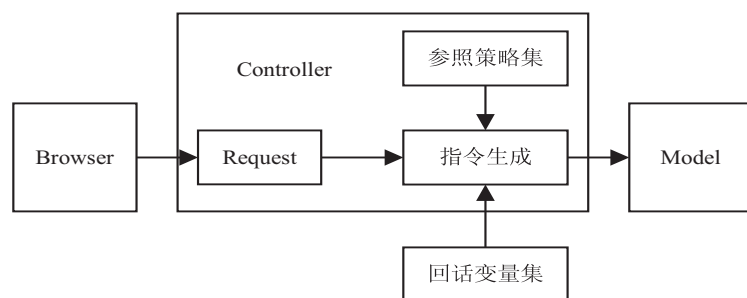 参照策略集
Controller
Browser
Request
指令生成
Model
回话变量集